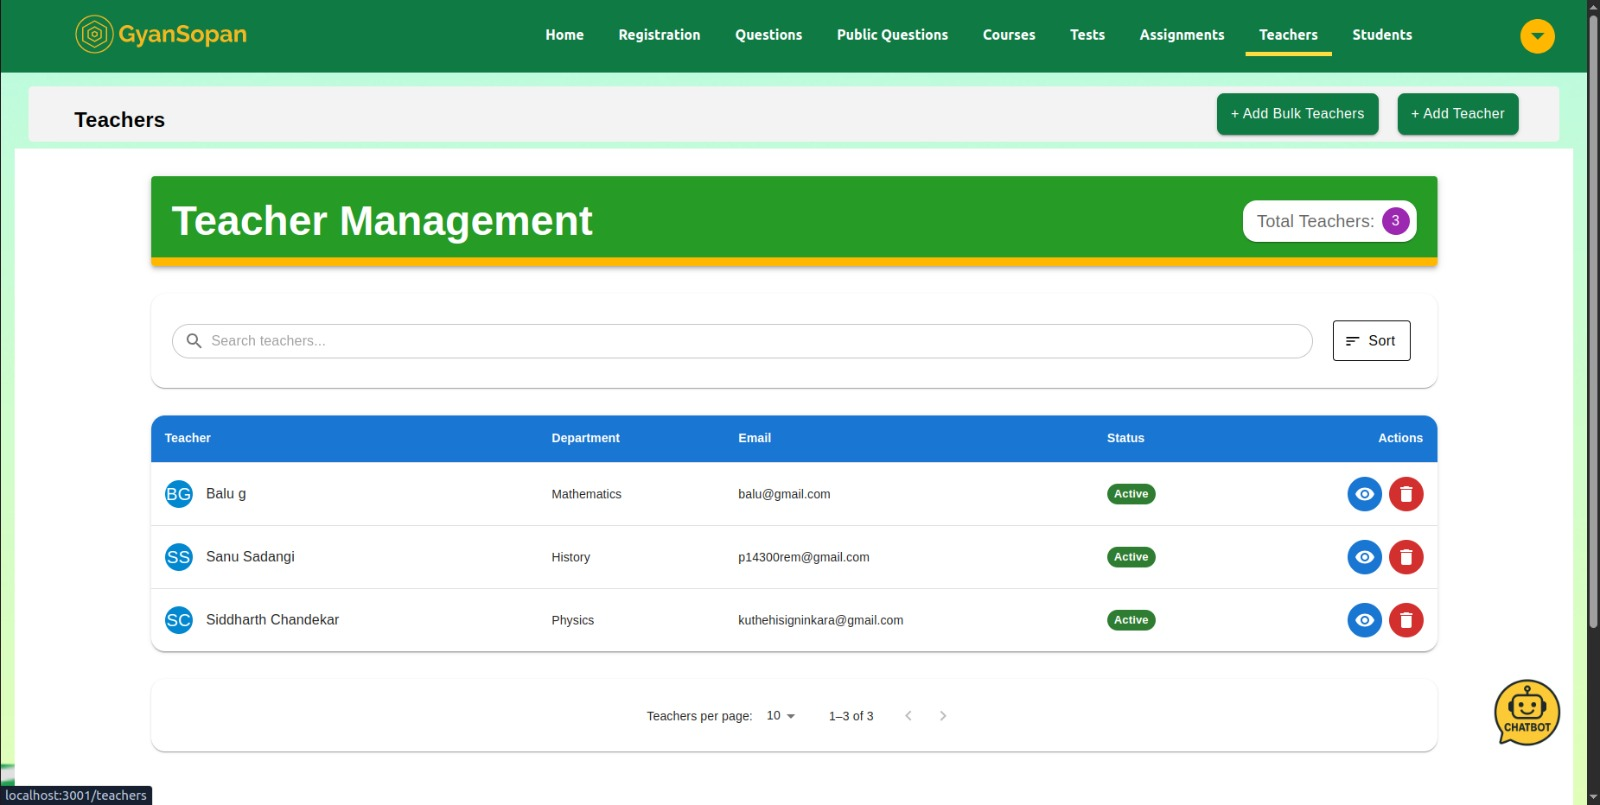 GyanSopan
Home Registration Questions Public Questions Courses Tests Assignments Teachers Students
Teachers
+ Add Bulk Teachers + Add Teacher
Teacher Management
Total Teachers: 3
Search teachers...
Sort
Teacher Department Email Status Actions
BG Balu g Mathematics balu@gmail.com Active
SS Sanu Sadangi History p14300rem@gmail.com Active
SC Siddharth Chandekar Physics kuthehisigninkara@gmail.com Active
Teachers per page: 10 1–3 of 3
CHATBOT
localhost:3001/teachers